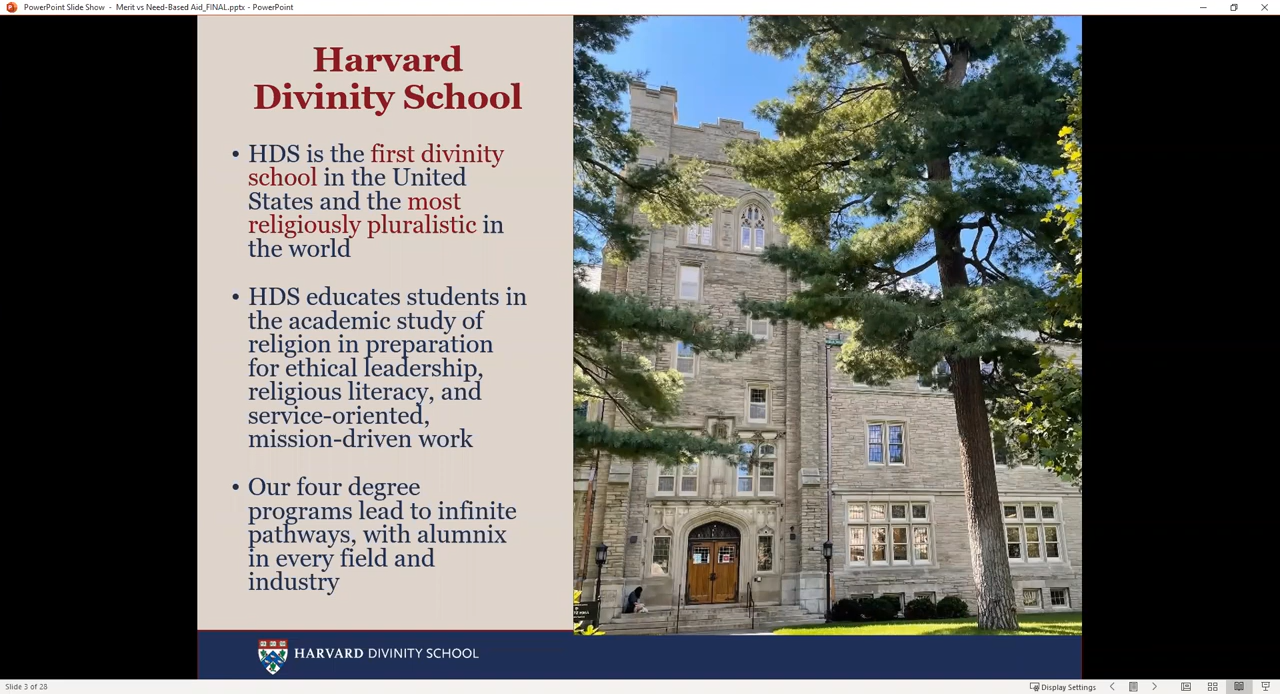 PowerPoint Slide Show - Merit vs Need-Based Aid_FINAL.pptx - PowerPoint
Harvard
Divinity School
• HDS is the first divinity
school in the United
States and the most
religiously pluralistic in
the world
• HDS educates students in
the academic study of
religion in preparation
for ethical leadership,
religious literacy, and
service-oriented,
mission-driven work
• Our four degree
programs lead to infinite
pathways, with alumnix
in every field and
industry
HARVARD DIVINITY SCHOOL
Slide 3 of 28
Display Settings